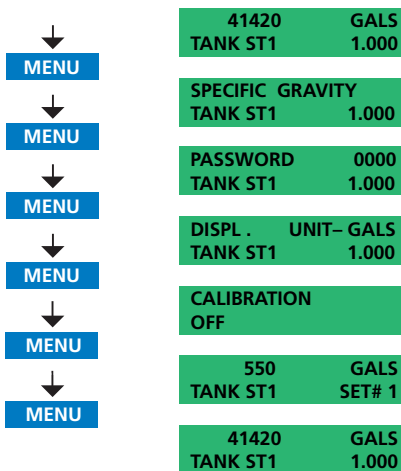 41420 GALS
TANK ST1 1.000
MENU
SPECIFIC GRAVITY
TANK ST1 1.000
MENU
PASSWORD 0000
TANK ST1 1.000
MENU
DISPL . UNIT– GALS
TANK ST1 1.000
MENU
CALIBRATION
OFF
MENU
550 GALS
TANK ST1 SET# 1
MENU
41420 GALS
TANK ST1 1.000